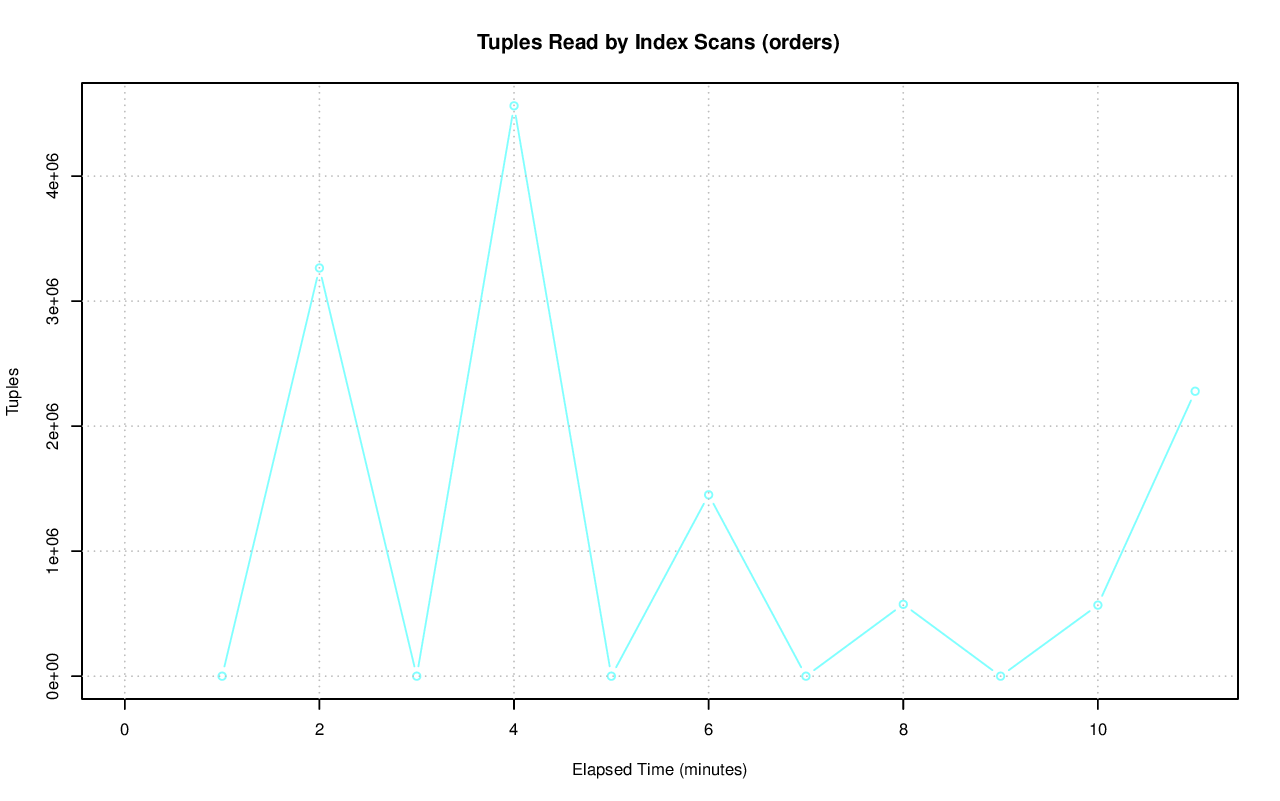 Tuples Read by Index Scans (orders)
Tuples
4e+06
3e+06
2e+06
1e+06
0e+00
0 2 4 6 8 10
Elapsed Time (minutes)